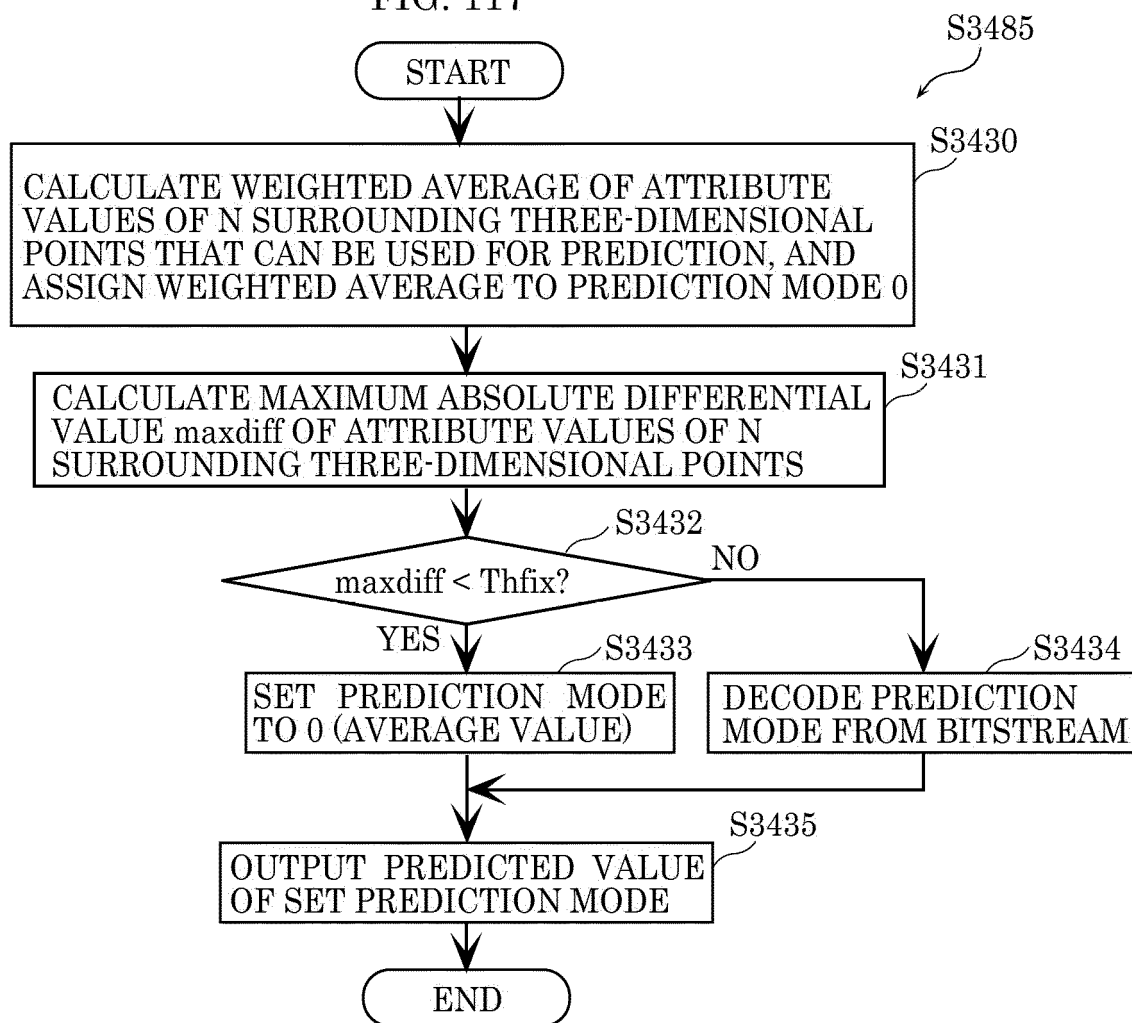 FIG. 117
S3485
START
S3430
CALCULATE WEIGHTED AVERAGE OF ATTRIBUTE
VALUES OF N SURROUNDING THREE-DIMENSIONAL
POINTS THAT CAN BE USED FOR PREDICTION, AND
ASSIGN WEIGHTED AVERAGE TO PREDICTION MODE 0
S3431
CALCULATE MAXIMUM ABSOLUTE DIFFERENTIAL
VALUE maxdiff OF ATTRIBUTE VALUES OF N
SURROUNDING THREE-DIMENSIONAL POINTS
S3432
maxdiff < Thfix?
NO
YES
S3433
SET PREDICTION MODE
TO 0 (AVERAGE VALUE)
S3434
DECODE PREDICTION
MODE FROM BITSTREAM
S3435
OUTPUT PREDICTED VALUE
OF SET PREDICTION MODE
END